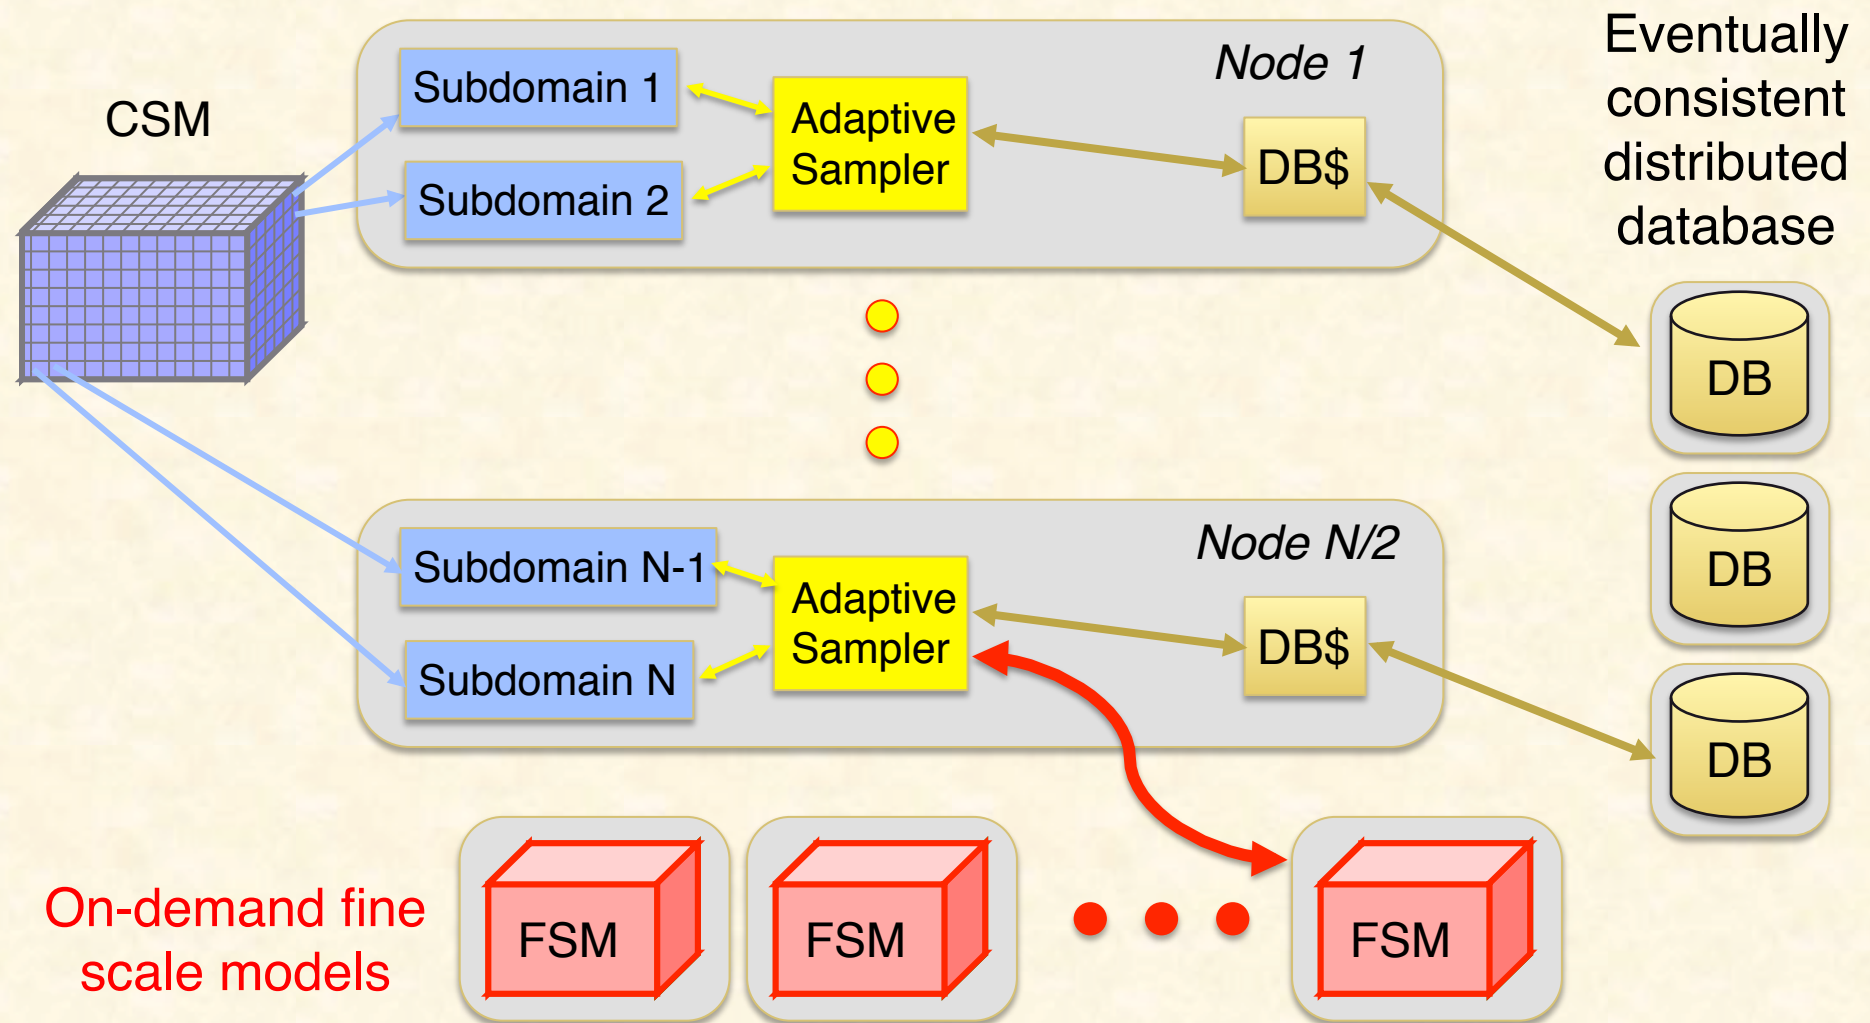 CSM
Subdomain 1
Subdomain 2
Adaptive
Sampler
Node 1
DB$
Eventually
consistent
distributed
database
DB
DB
DB
Subdomain N-1
Subdomain N
Adaptive
Sampler
Node N/2
DB$
On-demand fine
scale models
FSM
FSM
FSM